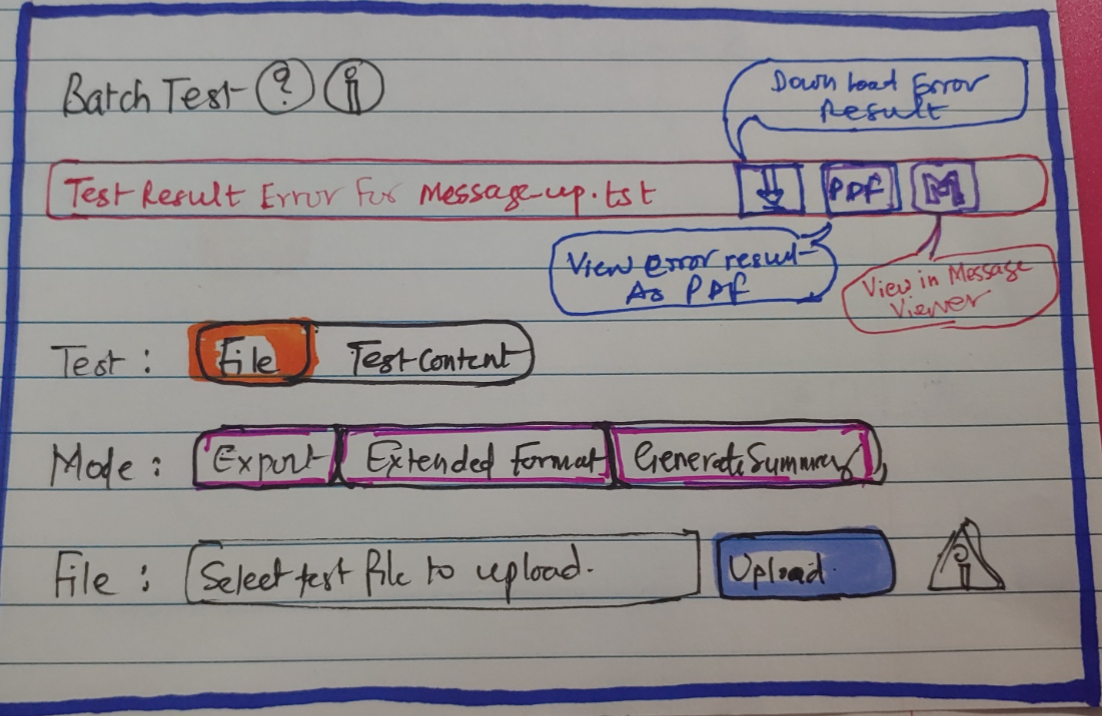 Batch Test ? i
Download Error
Result
Test Result Error For Message-up.tst
PDF M
View error result
As PDF
View in Message
Viewer
Test : File Test Content
Mode : Export Extended format Generate Summary
File : Select test file to upload. Upload. i